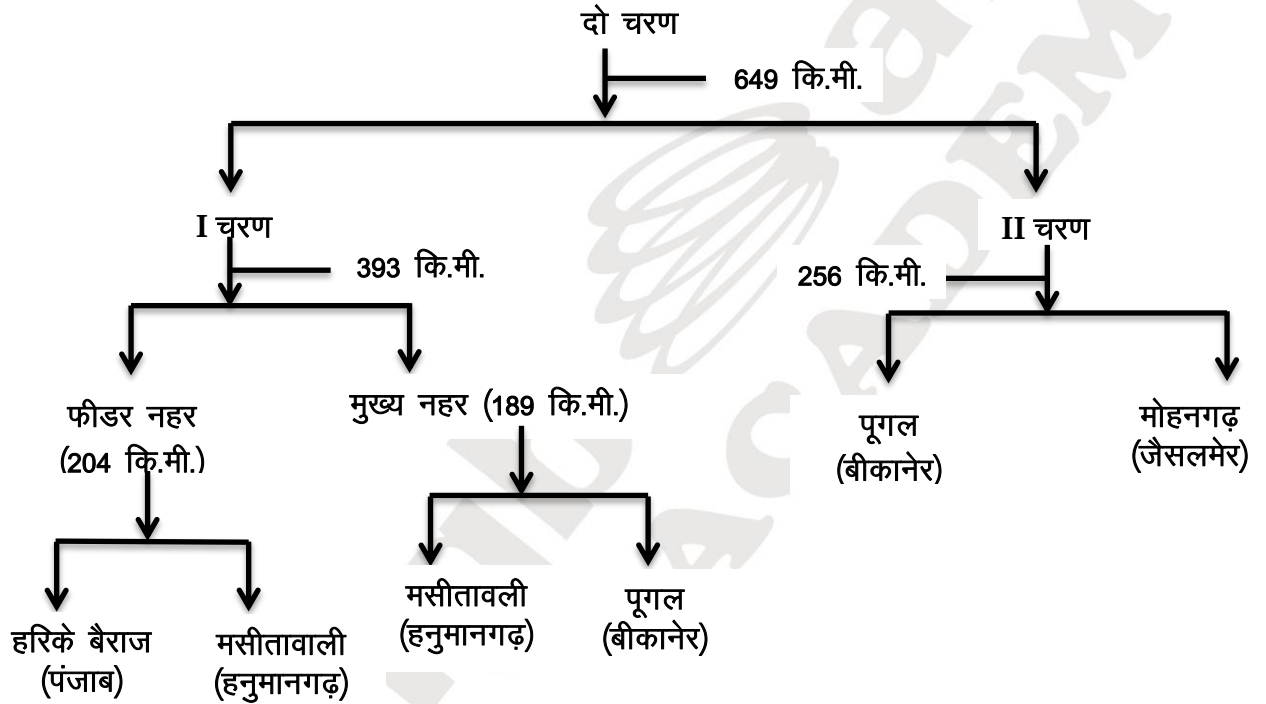 दो चरण
649 कि.मी.
I चरण
393 कि.मी.
II चरण
256 कि.मी.
फीडर नहर
(204 कि.मी.)
मुख्य नहर (189 कि.मी.)
पूगल
(बीकानेर)
मोहनगढ़
(जैसलमेर)
हरिके बैराज
(पंजाब)
मसीतावाली
(हनुमानगढ़)
मसीतावली
(हनुमानगढ़)
पूगल
(बीकानेर)